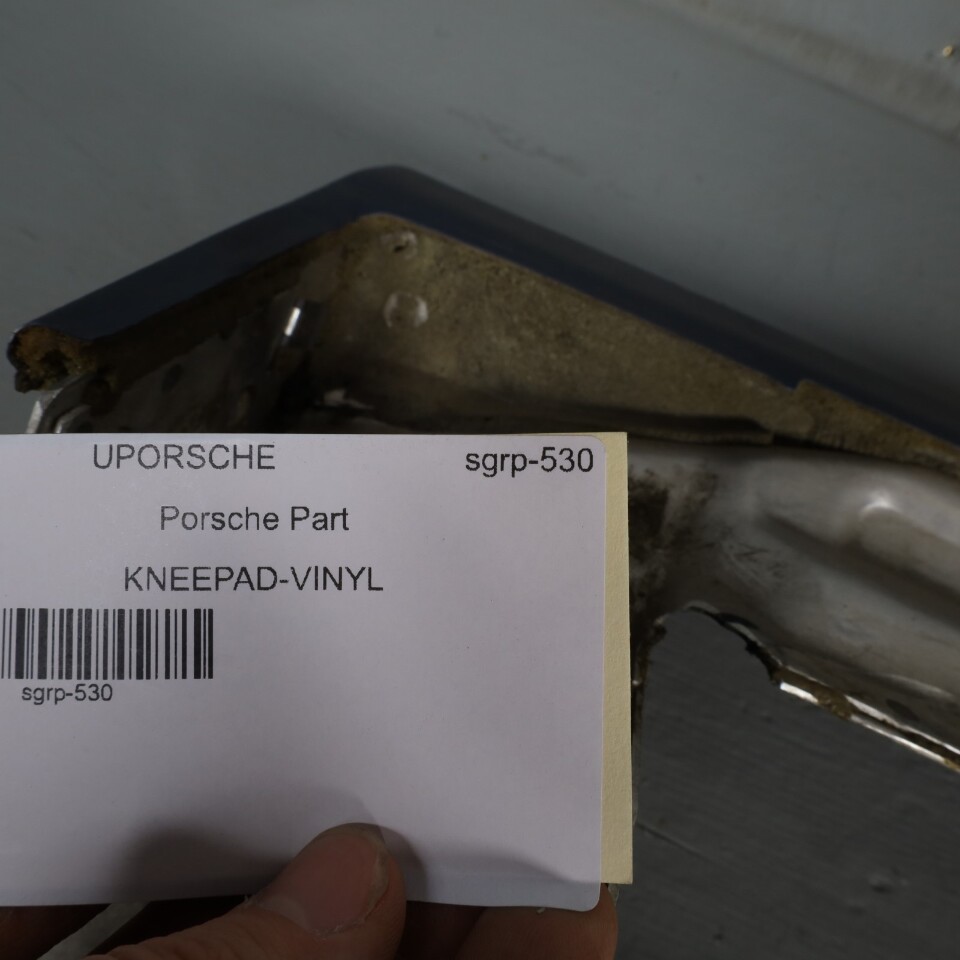 UPORSCHE sgrp-530
Porsche Part
KNEEPAD-VINYL
sgrp-530